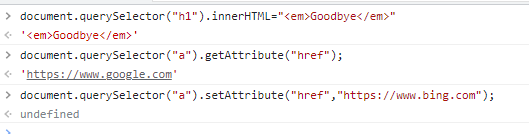 > document.querySelector("h1").innerHTML="<em>Goodbye</em>"
<· '<em>Goodbye</em>'
> document.querySelector("a").getAttribute("href");
<· 'https://www.google.com'
> document.querySelector("a").setAttribute("href","https://www.bing.com");
<· undefined
>